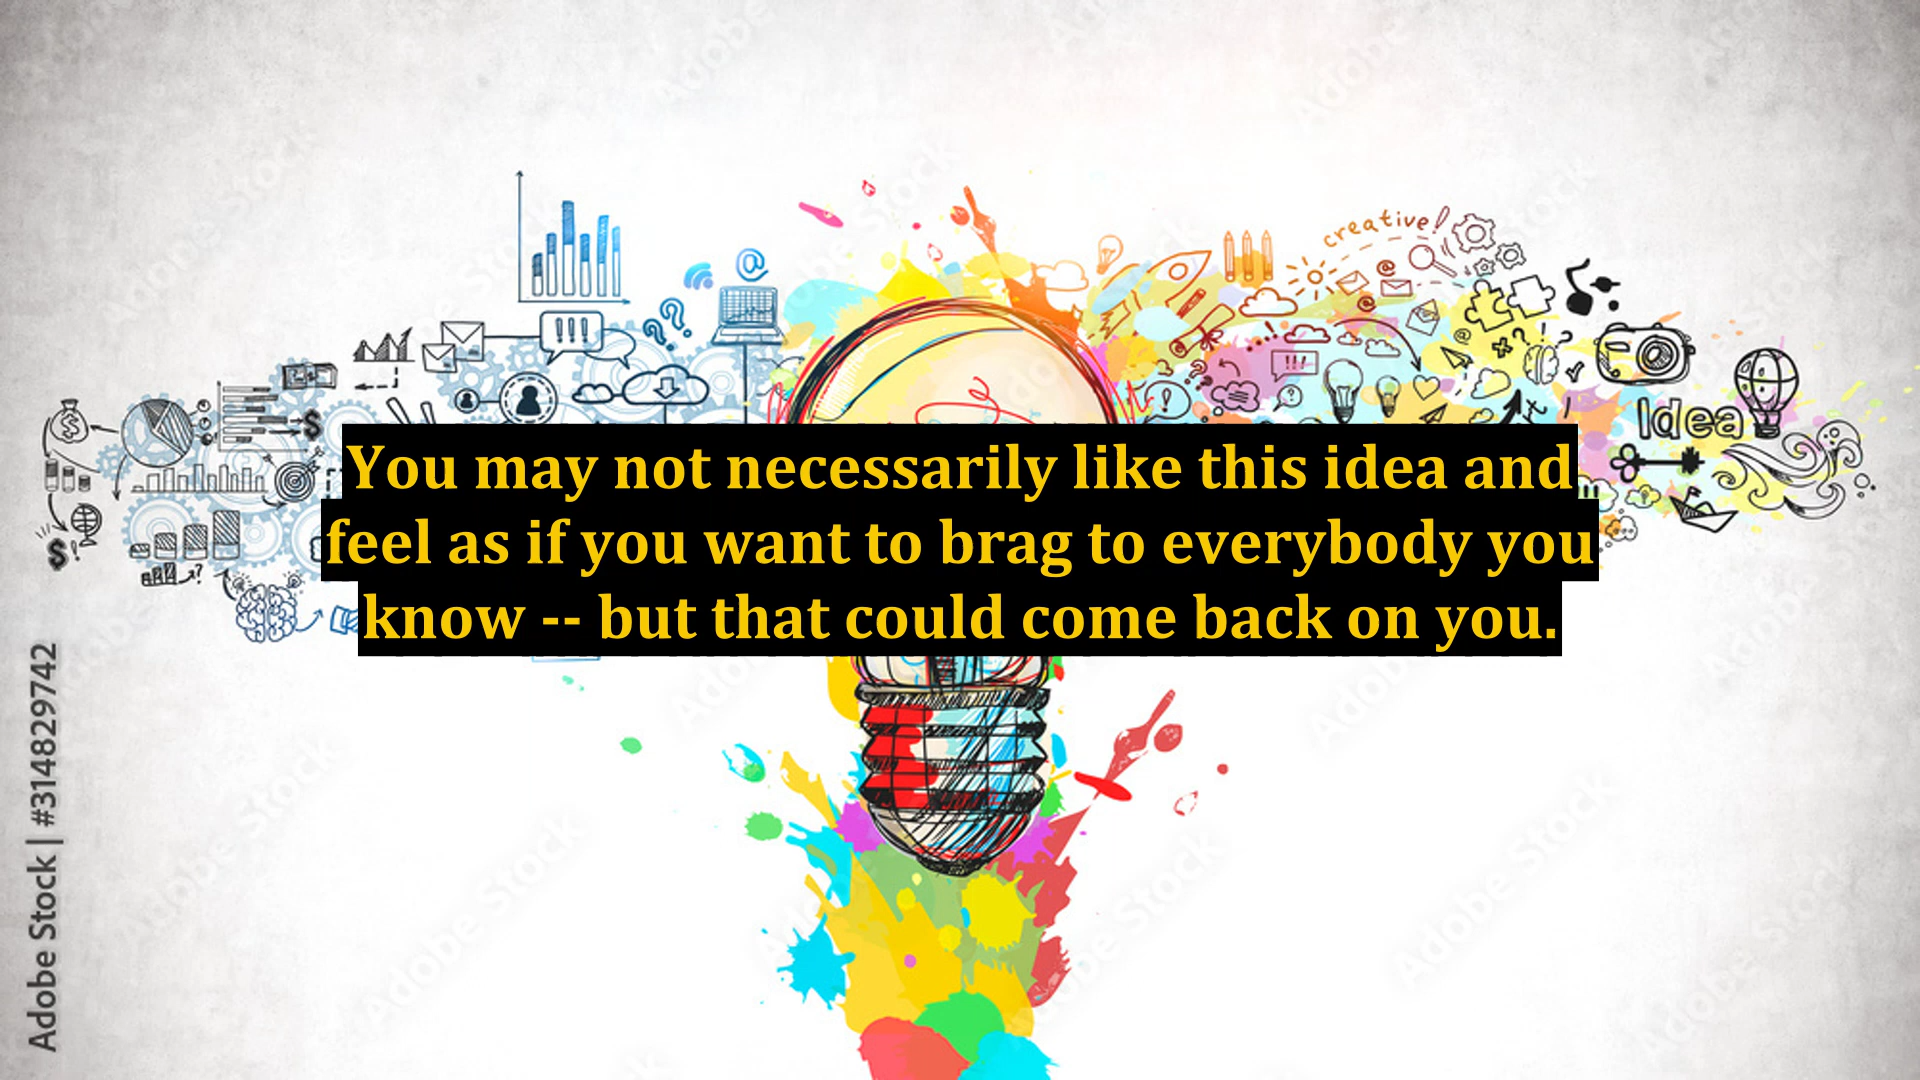 creative!
@
@
@
@
Idea
You may not necessarily like this idea and
feel as if you want to brag to everybody you
know -- but that could come back on you.
Adobe Stock | #314829742